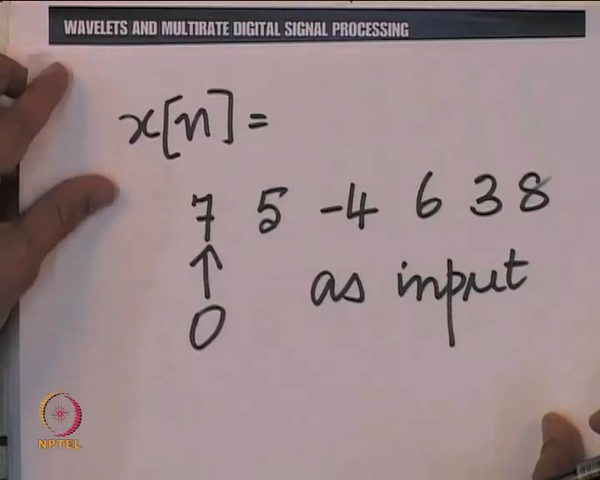 WAVELETS AND MULTIRATE DIGITAL SIGNAL PROCESSING
x[n] =
7 5 -4 6 3 8
↑
0 as input
NPTEL